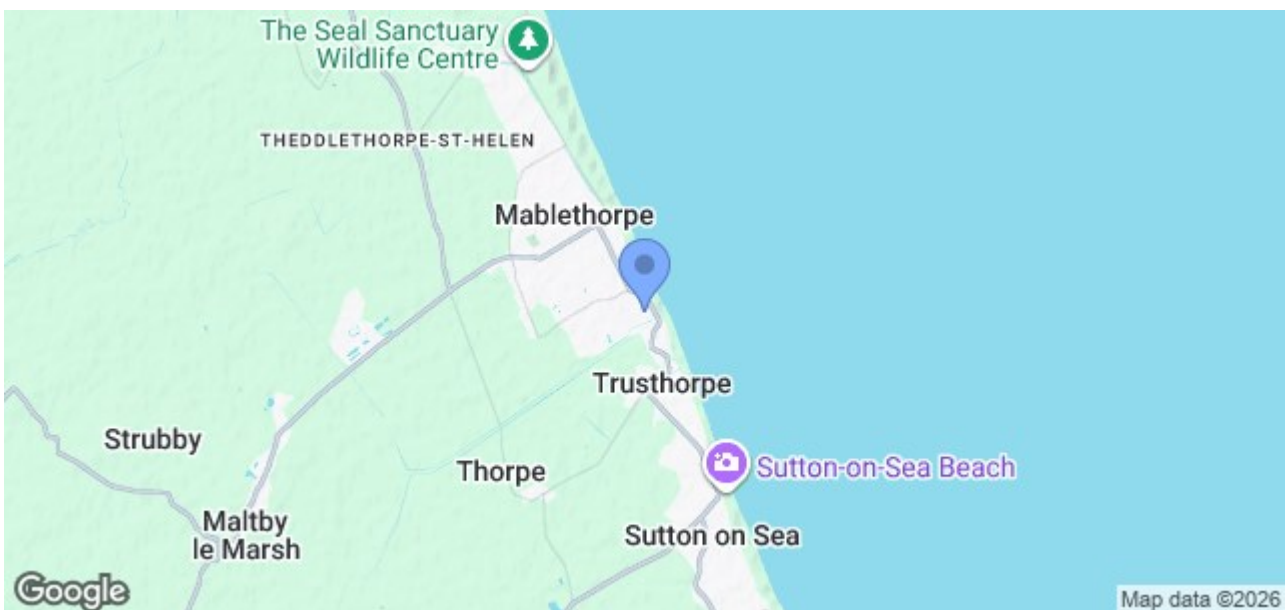 The Seal Sanctuary
Wildlife Centre
THEDDLETHORPE-ST-HELEN
Mablethorpe
Trusthorpe
Strubby
Thorpe
Sutton-on-Sea Beach
Maltby
le Marsh
Sutton on Sea
Google
Map data ©2026